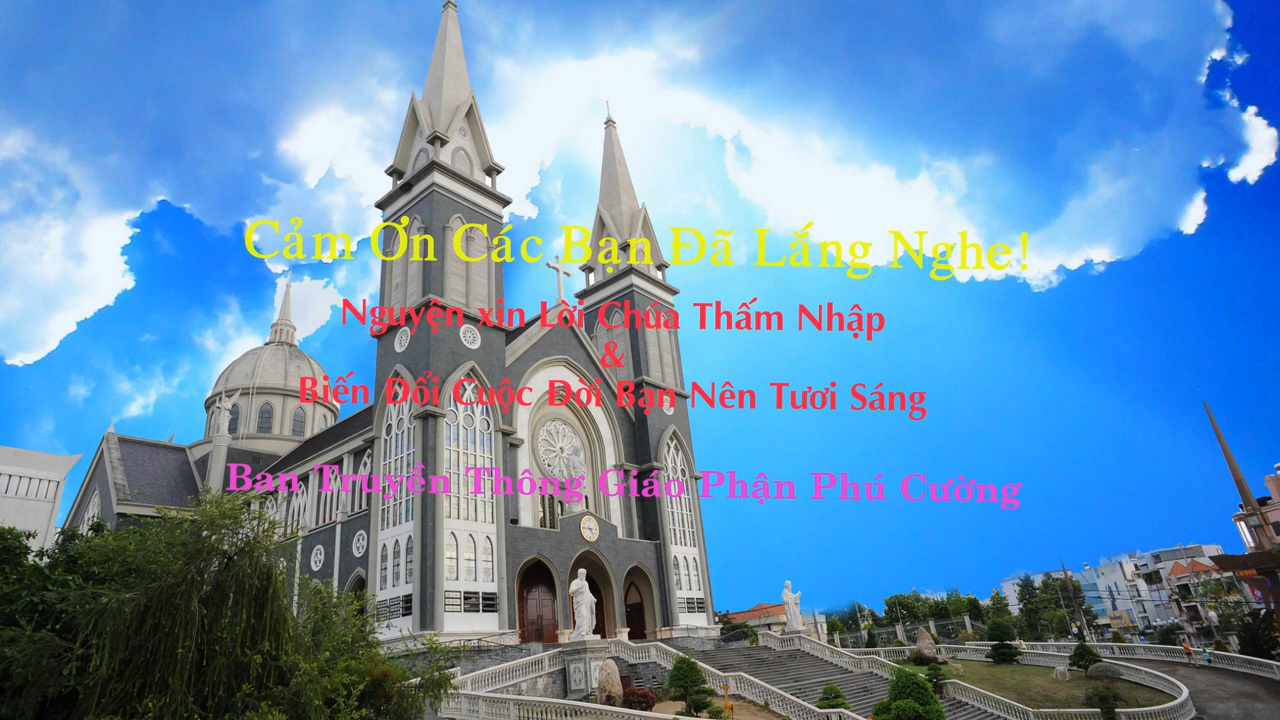 Cảm Ơn Các Bạn Đã Lắng Nghe!
Nguyện xin Lời Chúa Thấm Nhập
&
Biến Đổi Cuộc Đời Bạn Nên Tươi Sáng
Ban Truyền Thông Giáo Phận Phú Cường